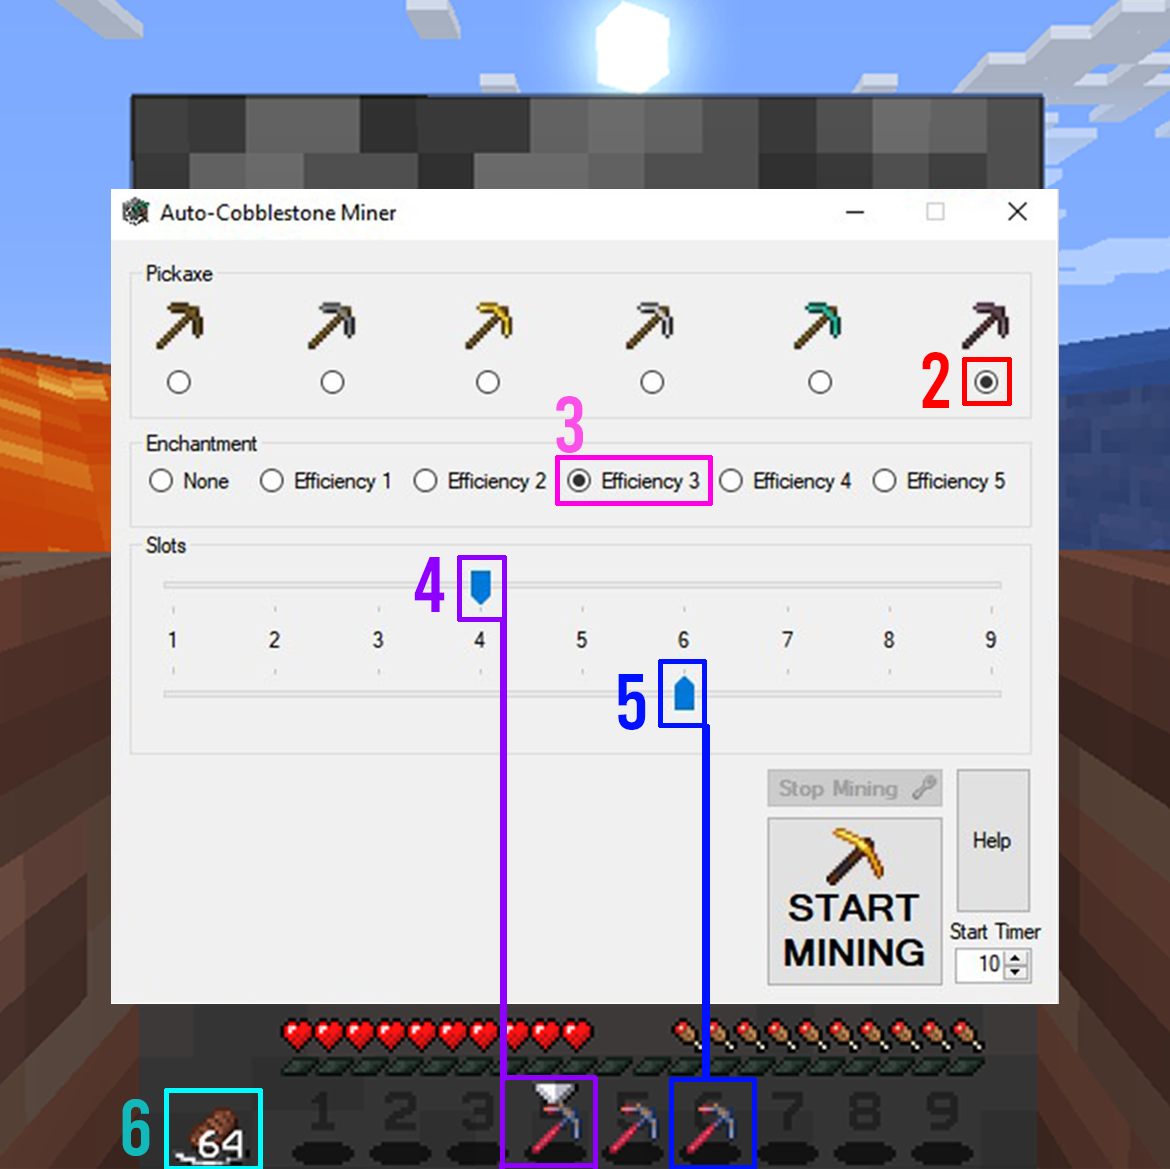 Auto-Cobblestone Miner
Pickaxe
2
3
Enchantment
None Efficiency 1 Efficiency 2 Efficiency 3 Efficiency 4 Efficiency 5
Slots
4
1 2 3 4 5 6 7 8 9
5
Stop Mining
START
MINING
Help
Start Timer
10
6
64
1 2 3 5 6 7 8 9